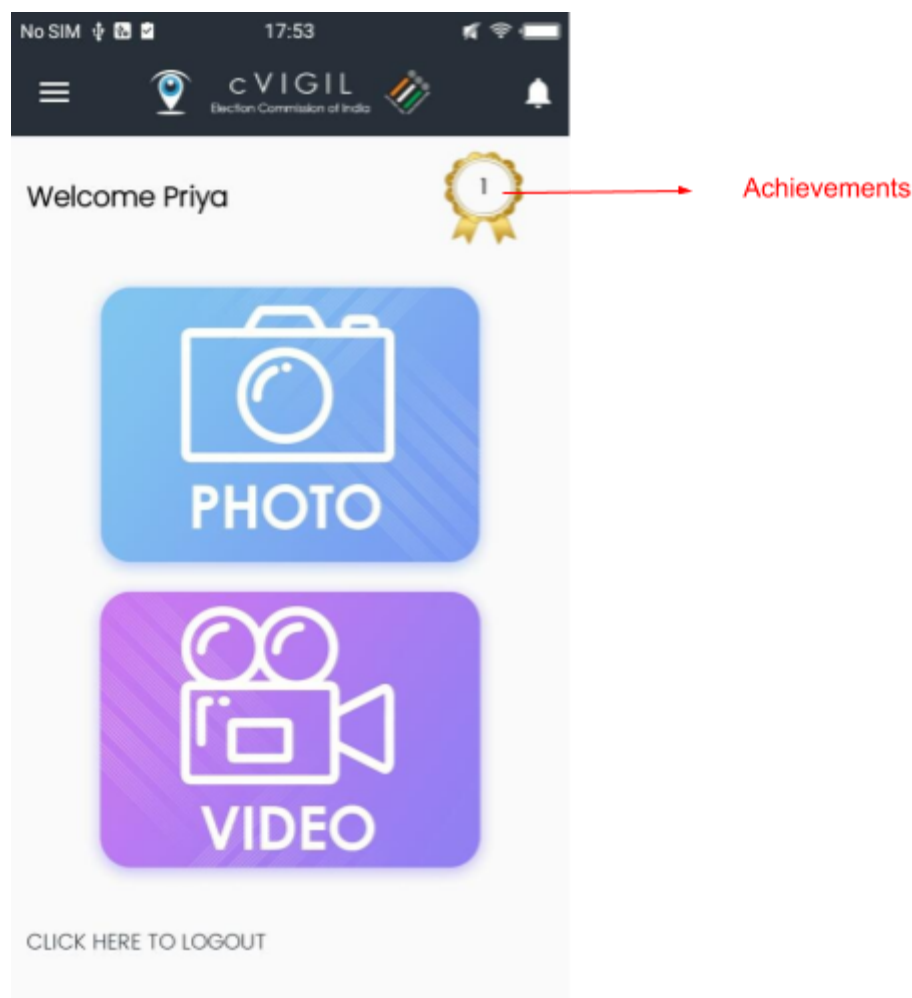 No SIM 17:53
cVIGIL
Election Commission of India
Welcome Priya
1
Achievements
PHOTO
VIDEO
CLICK HERE TO LOGOUT